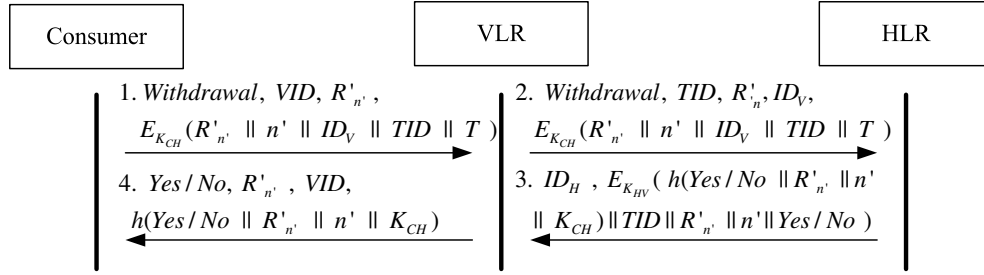 Consumer
VLR
HLR
1. Withdrawal, VID, R'n' ,
EKCH(R'n' || n' || IDV || TID || T )
2. Withdrawal, TID, R'n, IDV,
EKCH(R'n' || n' || IDV || TID || T )
4. Yes / No, R'n' , VID,
h(Yes / No || R'n' || n' || KCH)
3. IDH , EKHV( h(Yes / No || R'n' || n'
|| KCH) || TID || R'n' || n' || Yes / No )